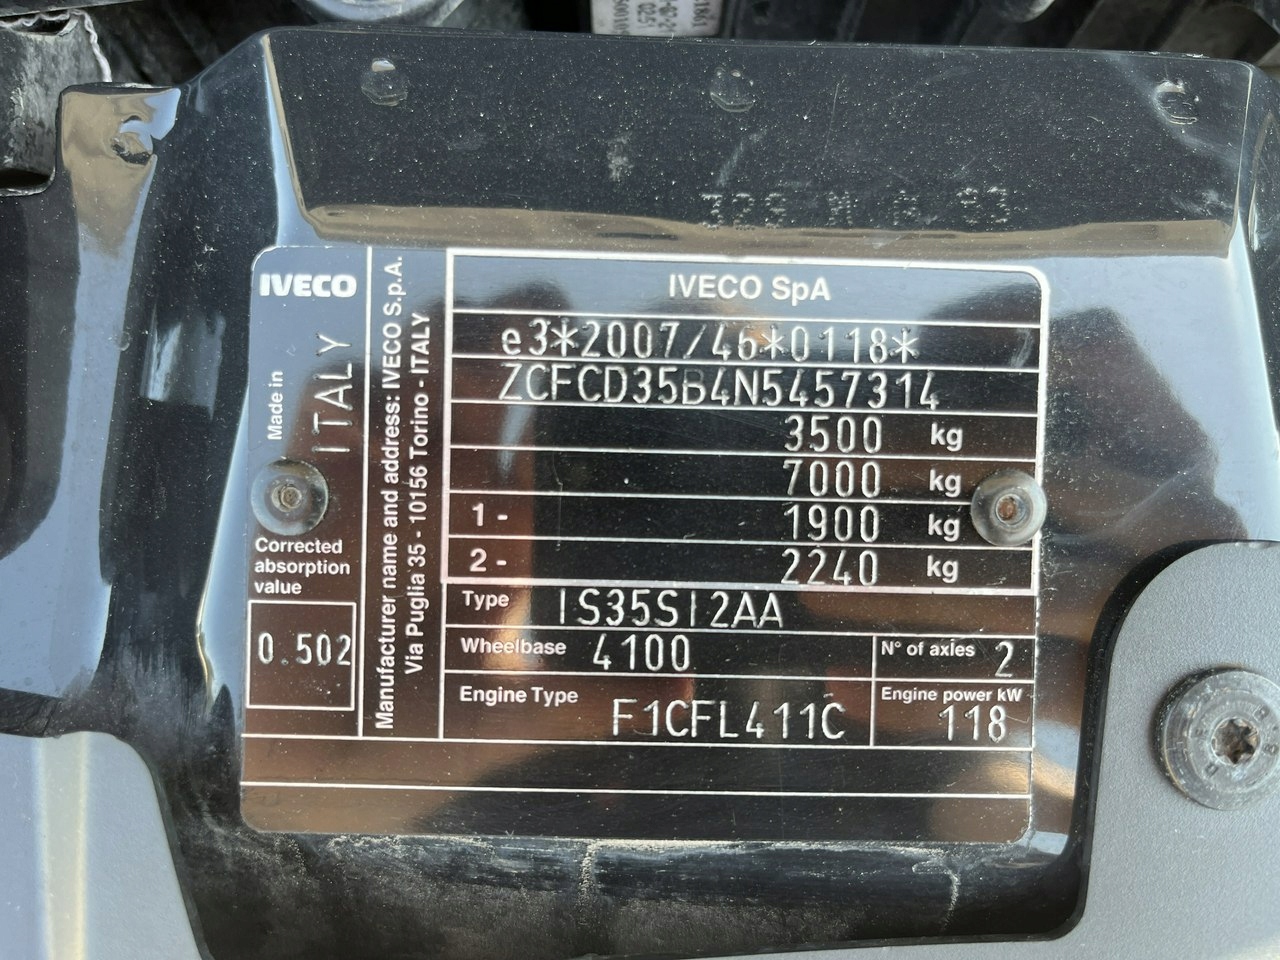 IVECO
Made in
ITALY
Corrected
absorption
value
0.502
Manufacturer name and address: IVECO S.p.A.
Via Puglia 35 - 10156 Torino - ITALY
IVECO SpA
e3*2007/46*0118*
ZCFCD35B4N5457314
3500 kg
7000 kg
1 - 1900 kg
2 - 2240 kg
Type IS35SI2AA
Wheelbase 4100
N° of axles 2
Engine Type F1CFL411C
Engine power kW
118